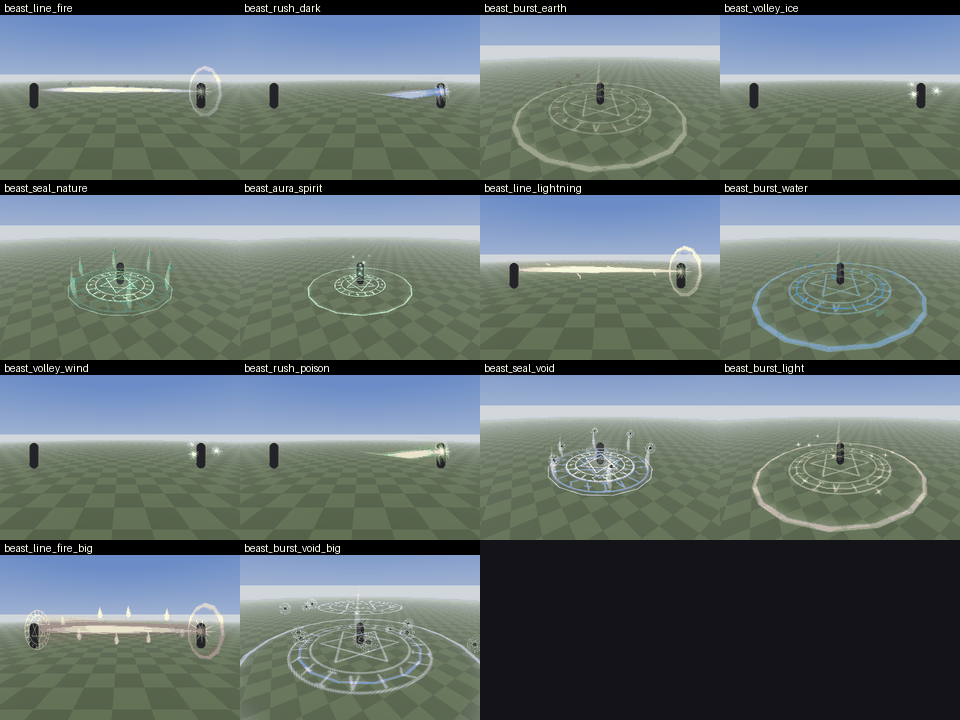 beast_line_fire
beast_rush_dark
beast_burst_earth
beast_volley_ice
beast_seal_nature
beast_aura_spirit
beast_line_lightning
beast_burst_water
beast_volley_wind
beast_rush_poison
beast_seal_void
beast_burst_light
beast_line_fire_big
beast_burst_void_big